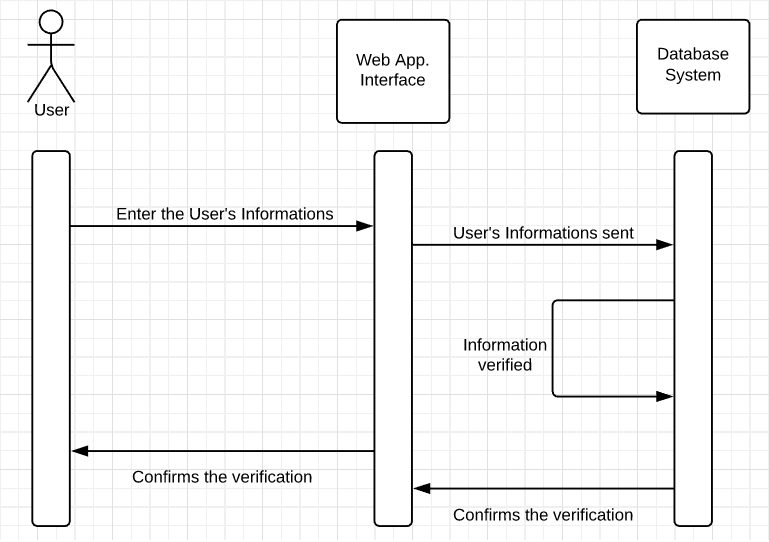 User
Web App.
Interface
Database
System
Enter the User's Informations
User's Informations sent
Information
verified
Confirms the verification
Confirms the verification